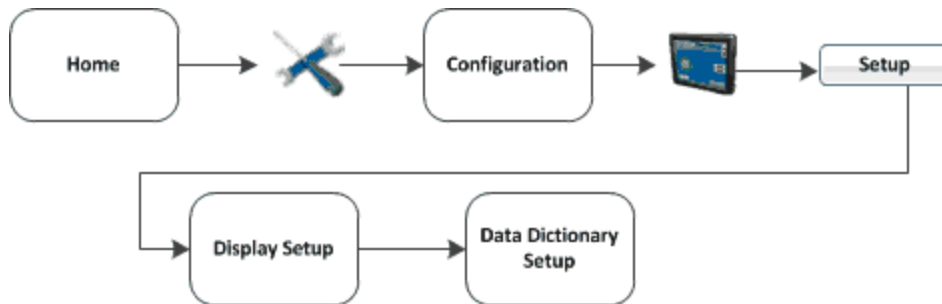 Home
Configuration
Setup
Display Setup
Data Dictionary
Setup